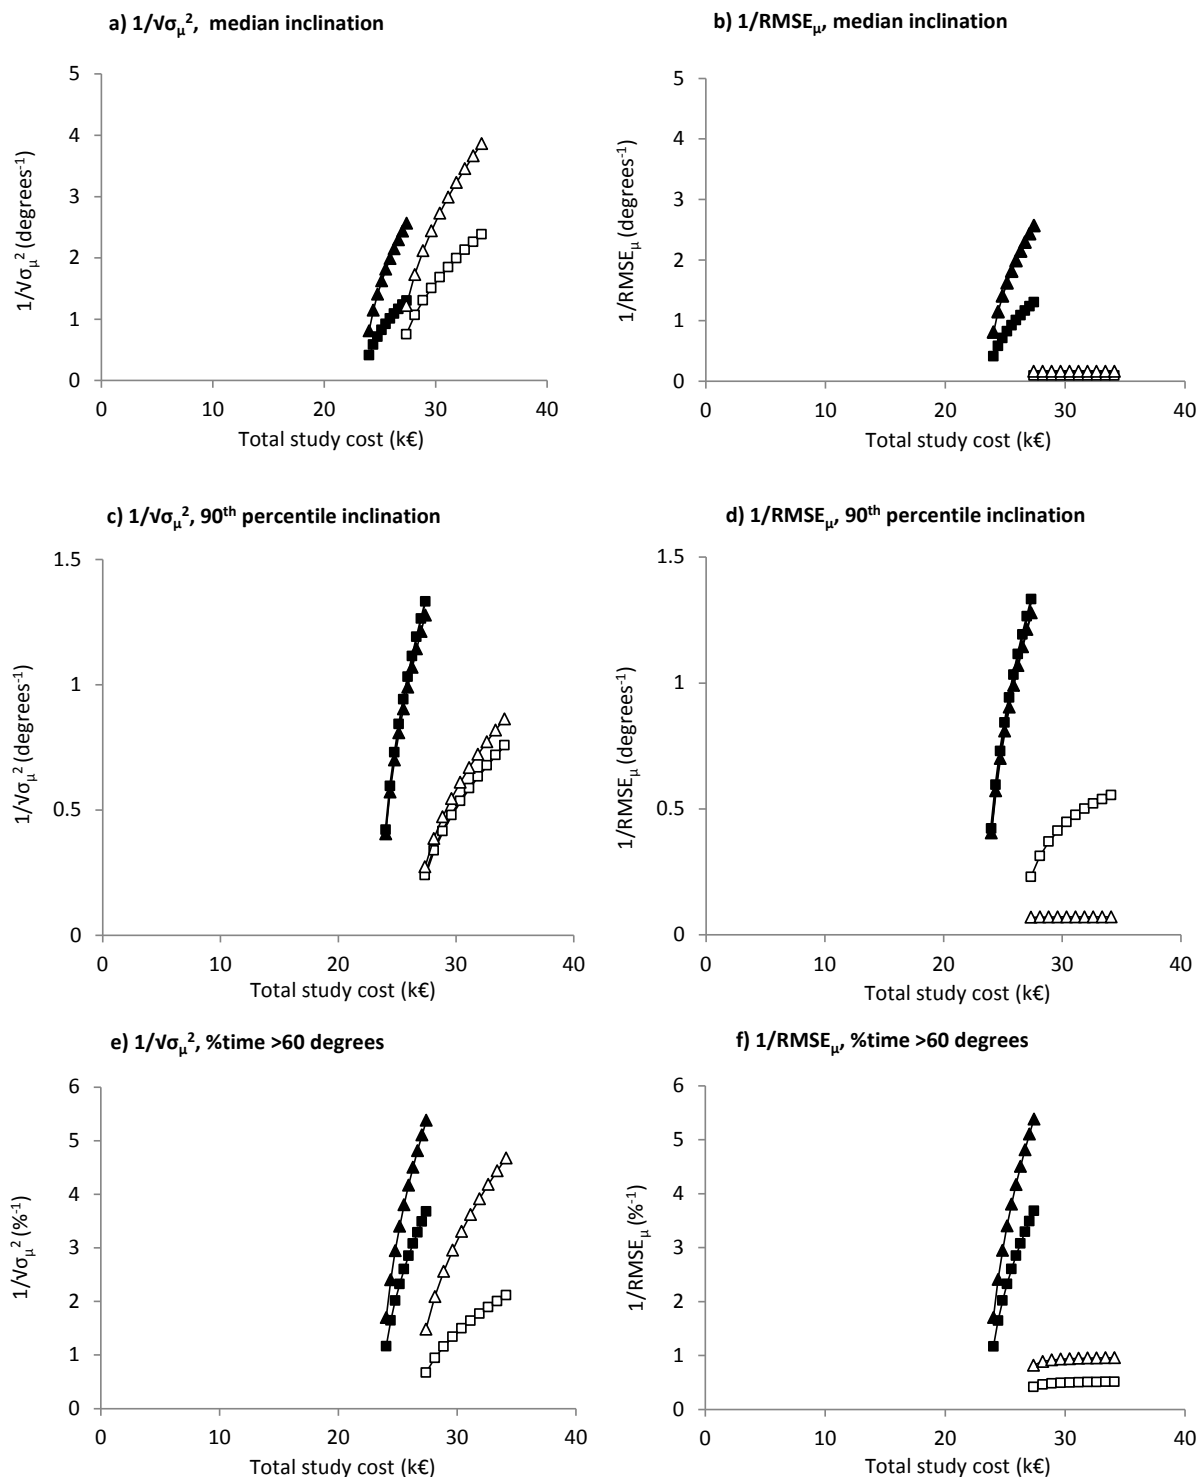 a) 1/√σμ², median inclination
5
4
3
2
1
0
1/√σμ² (degrees⁻¹)
0 10 20 30 40
Total study cost (k€)
b) 1/RMSEμ, median inclination
5
4
3
2
1
0
1/RMSEμ (degrees⁻¹)
0 10 20 30 40
Total study cost (k€)
c) 1/√σμ², 90th percentile inclination
1.5
1
0.5
0
1/√σμ² (degrees⁻¹)
0 10 20 30 40
Total study cost (k€)
d) 1/RMSEμ, 90th percentile inclination
1.5
1
0.5
0
1/RMSEμ (degrees⁻¹)
0 10 20 30 40
Total study cost (k€)
e) 1/√σμ², %time >60 degrees
6
5
4
3
2
1
0
1/√σμ² (%⁻¹)
0 10 20 30 40
Total study cost (k€)
f) 1/RMSEμ, %time >60 degrees
6
5
4
3
2
1
0
1/RMSEμ (%⁻¹)
0 10 20 30 40
Total study cost (k€)